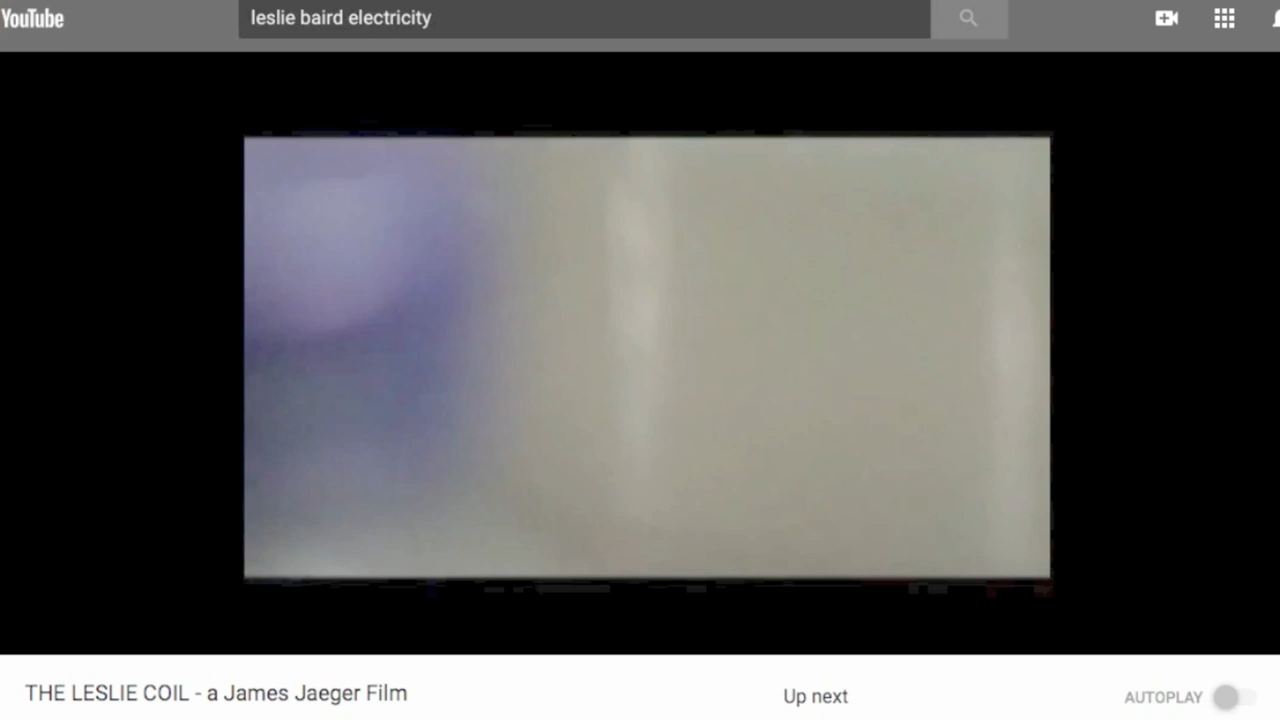 YouTube
leslie baird electricity
THE LESLIE COIL - a James Jaeger Film
Up next
AUTOPLAY